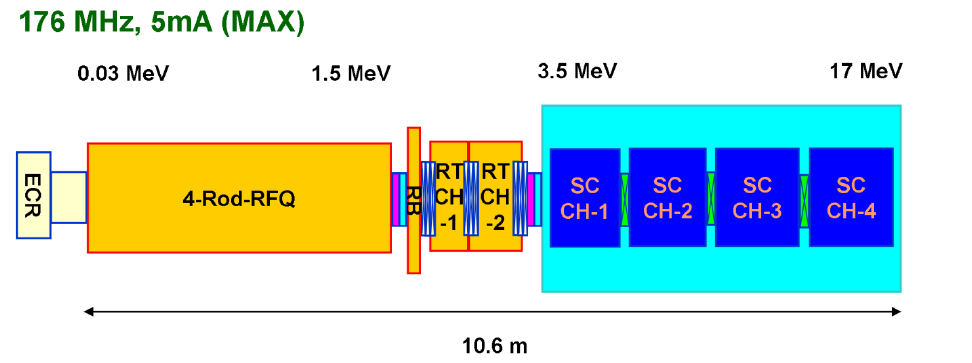 176 MHz, 5mA (MAX)
0.03 MeV
1.5 MeV
3.5 MeV
17 MeV
ECR
4-Rod-RFQ
RB
RT
CH
-1
RT
CH
-2
SC
CH-1
SC
CH-2
SC
CH-3
SC
CH-4
10.6 m